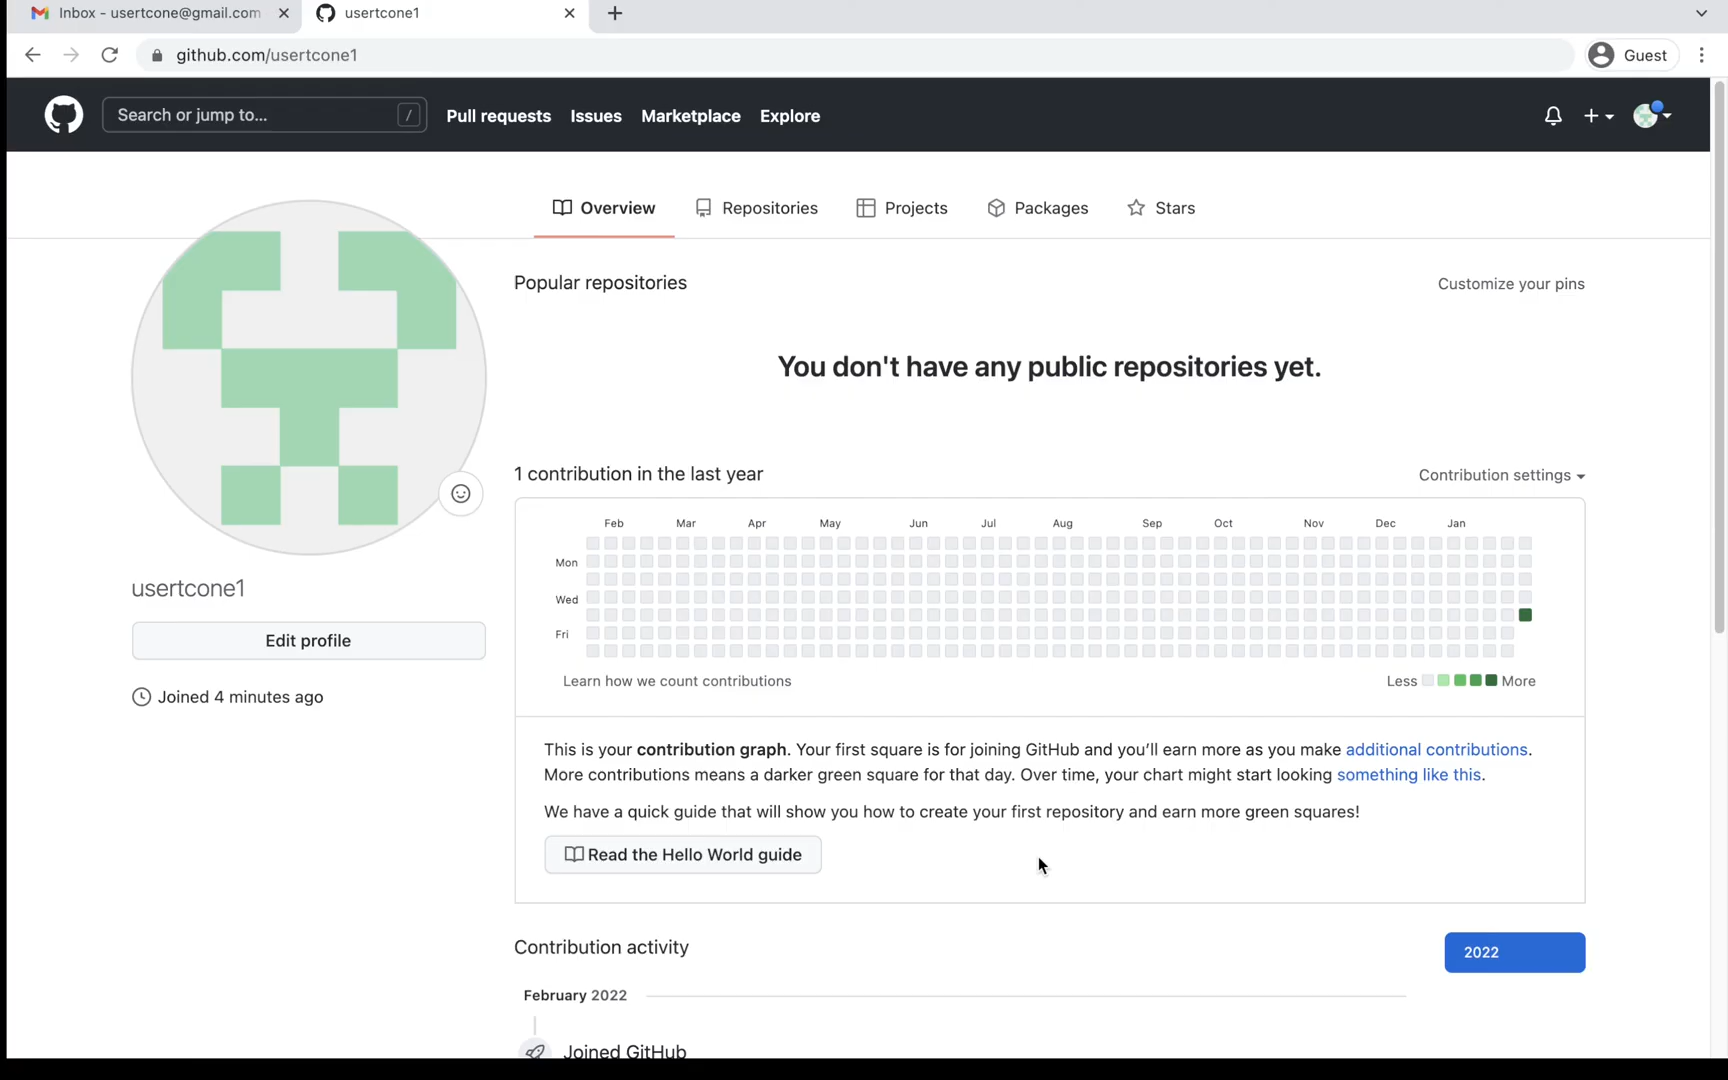 Inbox - usertcone@gmail.com
usertcone1
github.com/usertcone1
Guest
Search or jump to...
/
Pull requests
Issues
Marketplace
Explore
Overview
Repositories
Projects
Packages
Stars
Popular repositories
Customize your pins
You don't have any public repositories yet.
1 contribution in the last year
Contribution settings
Feb Mar Apr May Jun Jul Aug Sep Oct Nov Dec Jan
Mon
Wed
Fri
Learn how we count contributions
Less More
usertcone1
Edit profile
Joined 4 minutes ago
This is your contribution graph. Your first square is for joining GitHub and you'll earn more as you make additional contributions.
More contributions means a darker green square for that day. Over time, your chart might start looking something like this.
We have a quick guide that will show you how to create your first repository and earn more green squares!
Read the Hello World guide
Contribution activity
2022
February 2022
Joined GitHub